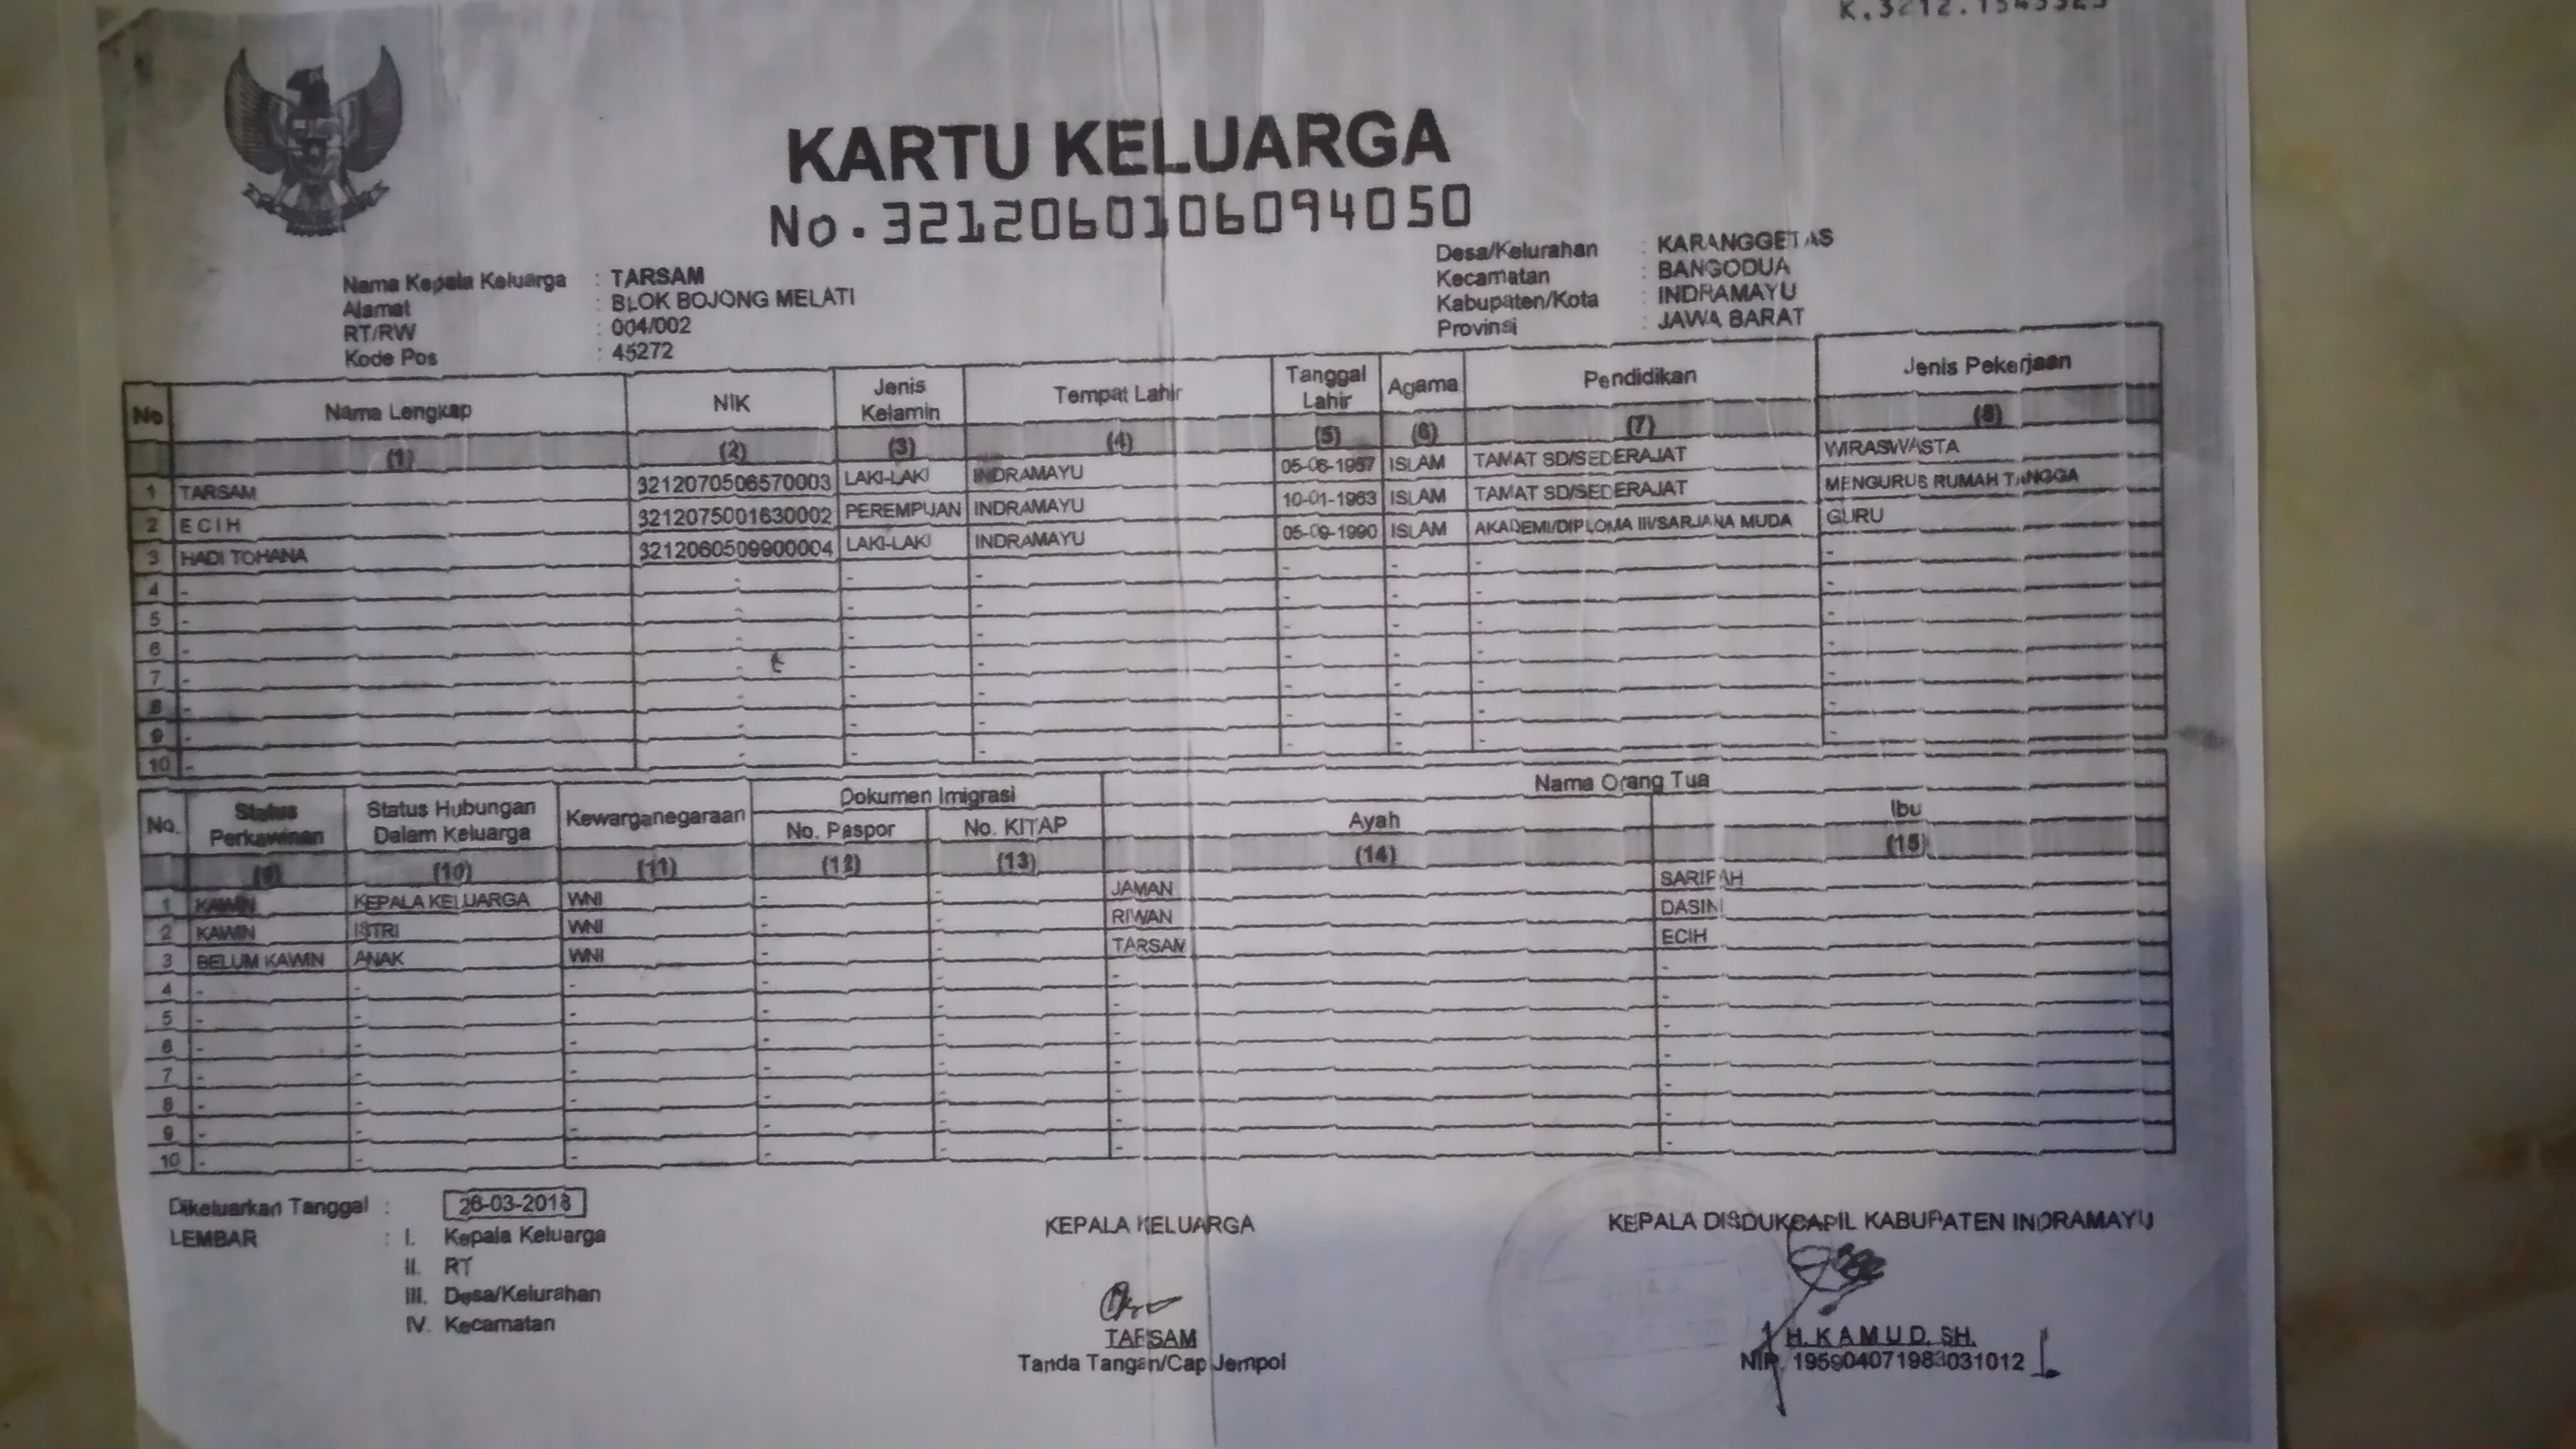 KARTU KELUARGA
No. 3212060106094050
Nama Kepala Keluarga : TARSAM
Alamat : BLOK BOJONG MELATI
RT/RW : 004/002
Kode Pos : 45272
Desa/Kelurahan : KARANGGETAS
Kecamatan : BANGODUA
Kabupaten/Kota : INDRAMAYU
Provinsi : JAWA BARAT
No Nama Lengkap NIK Jenis Kelamin Tempat Lahir Tanggal Lahir Agama Pendidikan Jenis Pekerjaan
(1) (2) (3) (4) (5) (6) (7) (8)
1 TARSAM 3212070506570003 LAKI-LAKI INDRAMAYU 05-06-1957 ISLAM TAMAT SD/SEDERAJAT WIRASWASTA
2 E C I H 3212075001630002 PEREMPUAN INDRAMAYU 10-01-1963 ISLAM TAMAT SD/SEDERAJAT MENGURUS RUMAH TANGGA
3 HADI TOHANA 3212060509900004 LAKI-LAKI INDRAMAYU 05-09-1990 ISLAM AKADEMI/DIPLOMA III/SARJANA MUDA GURU
4 - - - - - - - -
5 - - - - - - - -
6 - - - - - - - -
7 - - - - - - - -
8 - - - - - - - -
9 - - - - - - - -
10 - - - - - - - -
No. Status Perkawinan Status Hubungan Dalam Keluarga Kewarganegaraan Dokumen Imigrasi No. Paspor No. KITAP Nama Orang Tua Ayah Ibu
(9) (10) (11) (12) (13) (14) (15)
1 KAWIN KEPALA KELUARGA WNI - - JAMAN SARIFAH
2 KAWIN ISTRI WNI - - RIWAN DASINI
3 BELUM KAWIN ANAK WNI - - TARSAM ECIH
4 - - - - - - -
5 - - - - - - -
6 - - - - - - -
7 - - - - - - -
8 - - - - - - -
9 - - - - - - -
10 - - - - - - -
Dikeluarkan Tanggal : 26-03-2018
LEMBAR : I. Kepala Keluarga
II. RT
III. Desa/Kelurahan
IV. Kecamatan
KEPALA KELUARGA
TARSAM
Tanda Tangan/Cap Jempol
KEPALA DISDUKCAPIL KABUPATEN INDRAMAYU
H. K A M U D, SH.
NIP. 195904071983031012